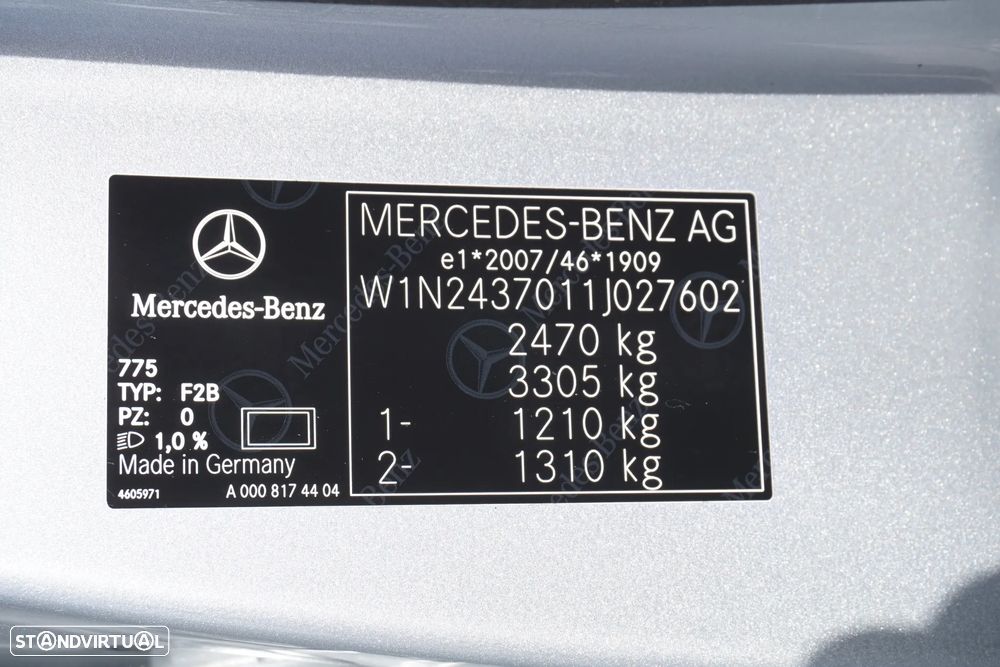 Mercedes-Benz
775
TYP: F2B
PZ: 0
1,0 %
Made in Germany
4605971 A 000 817 44 04
MERCEDES-BENZ AG
e1*2007/46*1909
W1N2437011J027602
2470 kg
3305 kg
1- 1210 kg
2- 1310 kg
STANDVIRTUAL